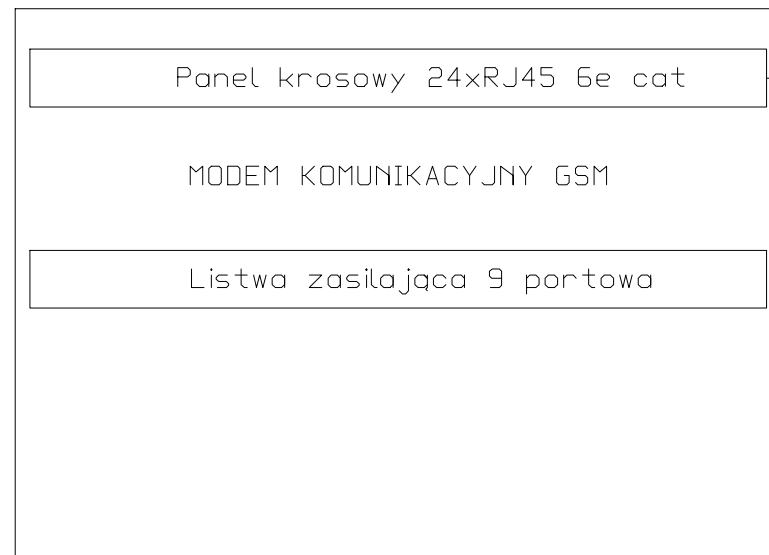 Panel krosowy 24xRJ45 6e cat
MODEM KOMUNIKACYJNY GSM
Listwa zasilająca 9 portowa